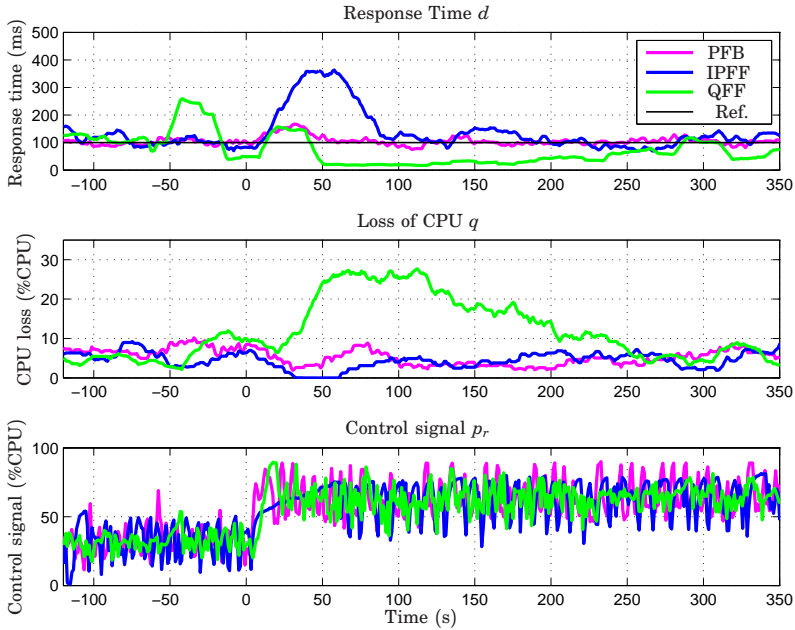 Response Time d
Response time (ms)
500
400
300
200
100
0
PFB
IPFF
QFF
Ref.
−100 −50 0 50 100 150 200 250 300 350
Loss of CPU q
CPU loss (%CPU)
30
20
10
0
−100 −50 0 50 100 150 200 250 300 350
Control signal p_r
Control signal (%CPU)
100
50
0
−100 −50 0 50 100 150 200 250 300 350
Time (s)